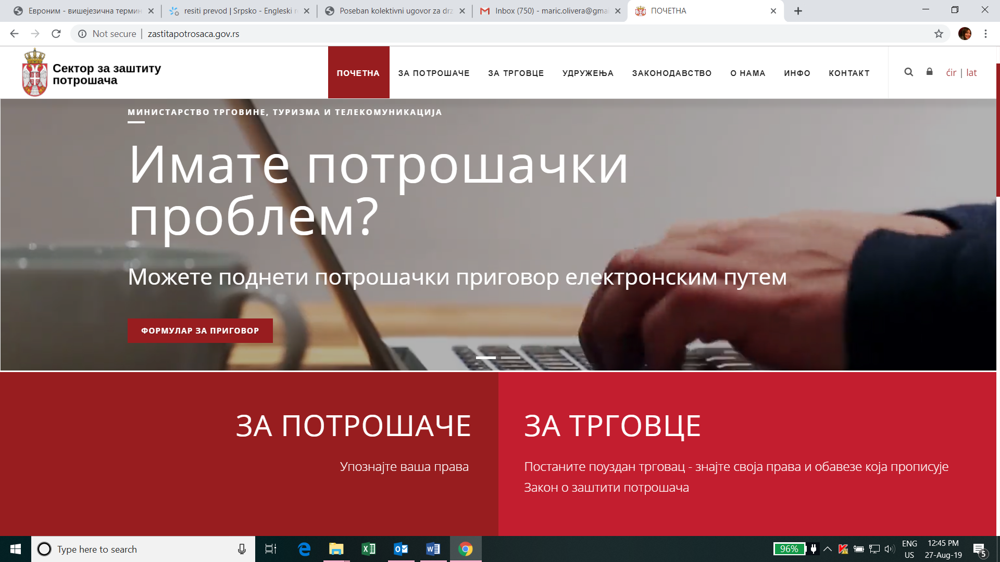 Евроним - вишејезична термин
resiti prevod | Srpsko - Engleski r
Poseban kolektivni ugovor za drz
Inbox (750) - maric.olivera@gmai
ПОЧЕТНА
Not secure | zastitapotrosaca.gov.rs
Сектор за заштиту
потрошача
ПОЧЕТНА
ЗА ПОТРОШАЧЕ
ЗА ТРГОВЦЕ
УДРУЖЕЊА
ЗАКОНОДАВСТВО
О НАМА
ИНФО
КОНТАКТ
ćir | lat
МИНИСТАРСТВО ТРГОВИНЕ, ТУРИЗМА И ТЕЛЕКОМУНИКАЦИЈА
Имате потрошачки
проблем?
Можете поднети потрошачки приговор електронским путем
ФОРМУЛАР ЗА ПРИГОВОР
ЗА ПОТРОШАЧЕ
Упознајте ваша права
ЗА ТРГОВЦЕ
Постаните поуздан трговац - знајте своја права и обавезе која прописује
Закон о заштити потрошача
Type here to search
96%
ENG
US
12:45 PM
27-Aug-19
5